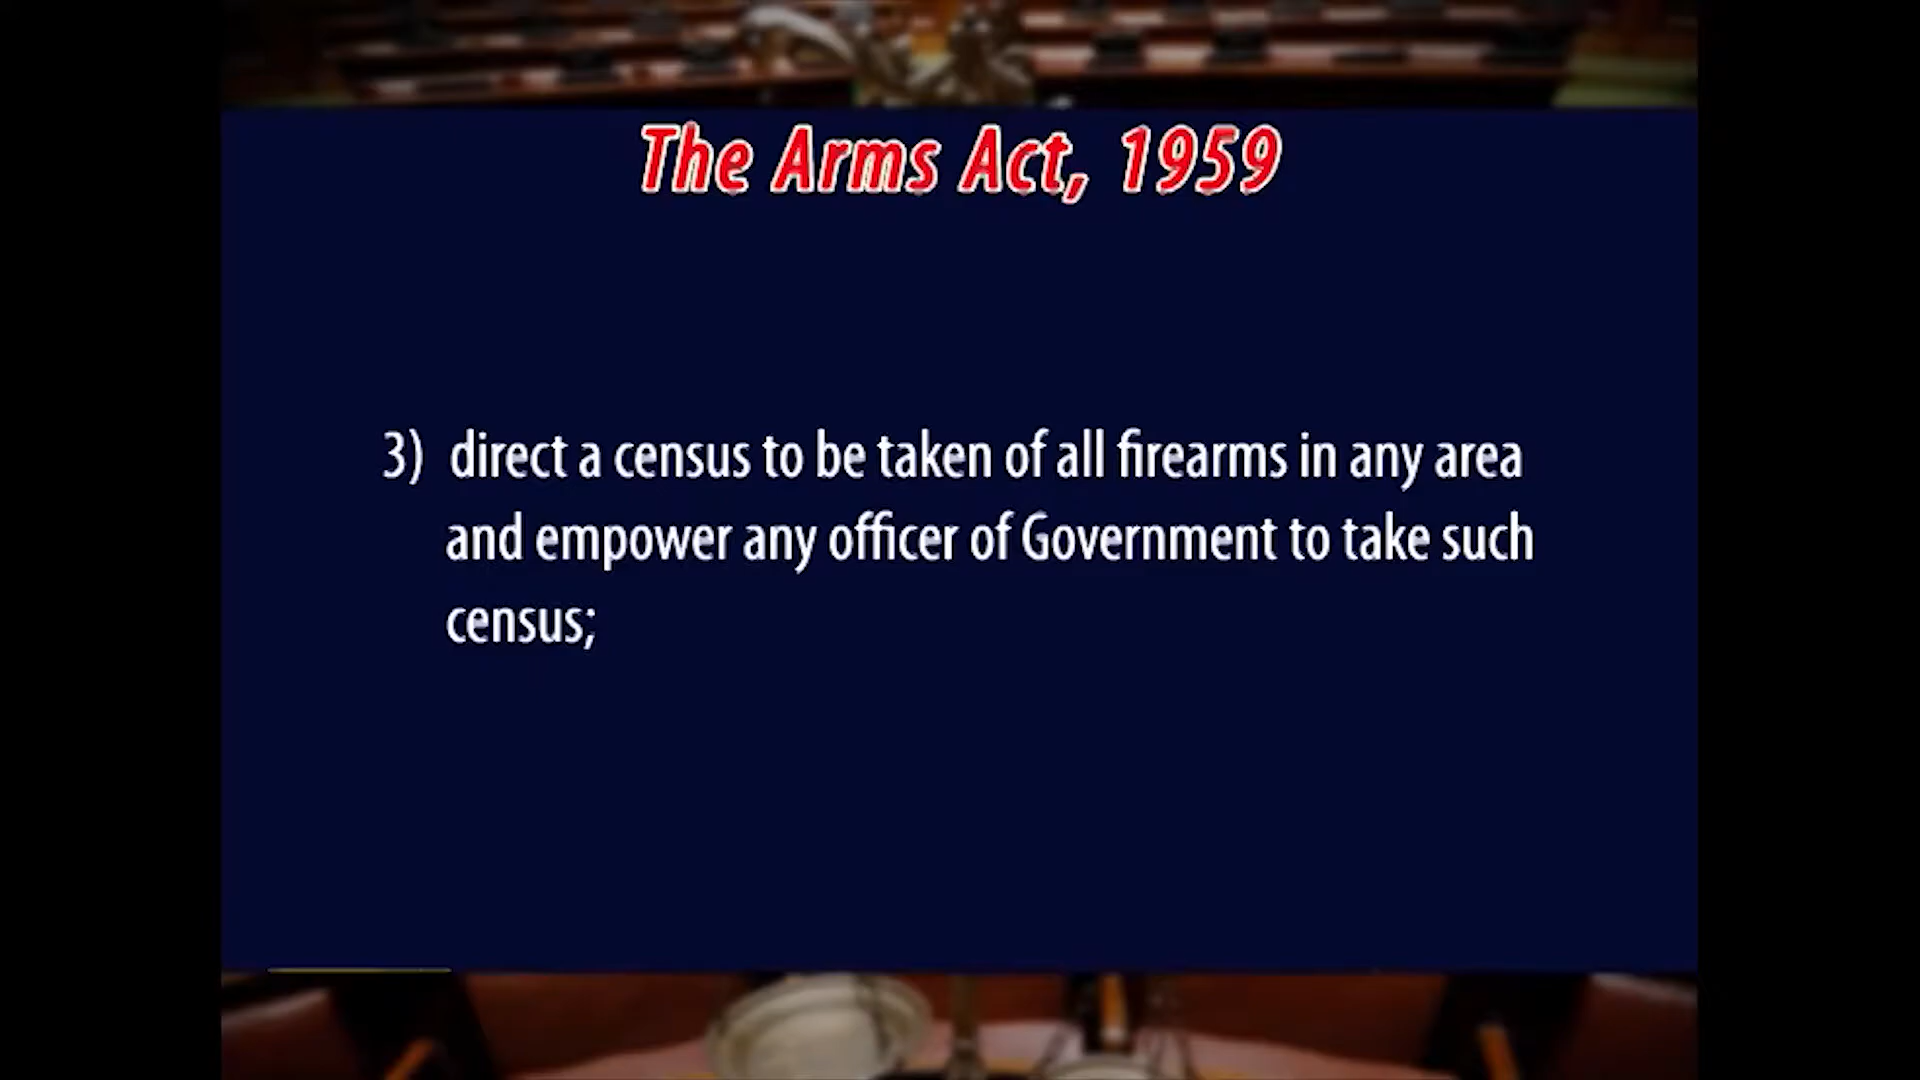 The Arms Act, 1959
3) direct a census to be taken of all firearms in any area
and empower any officer of Government to take such
census;